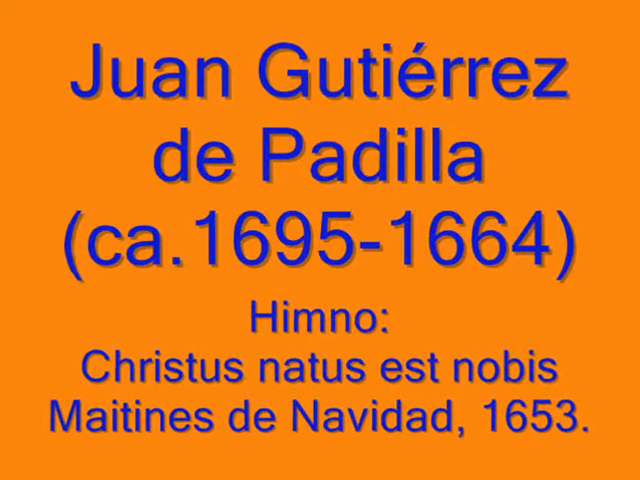 Juan Gutiérrez
de Padilla
(ca.1695-1664)
Himno:
Christus natus est nobis
Maitines de Navidad, 1653.